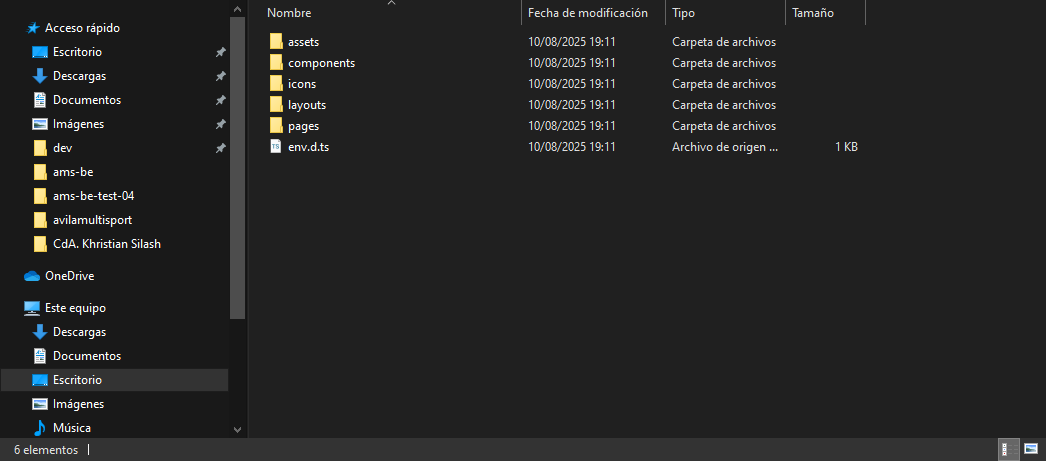 Acceso rápido
Escritorio
Descargas
Documentos
Imágenes
dev
ams-be
ams-be-test-04
avilamultisport
CdA. Khristian Silash
OneDrive
Este equipo
Descargas
Documentos
Escritorio
Imágenes
Música
Nombre Fecha de modificación Tipo Tamaño
assets 10/08/2025 19:11 Carpeta de archivos
components 10/08/2025 19:11 Carpeta de archivos
icons 10/08/2025 19:11 Carpeta de archivos
layouts 10/08/2025 19:11 Carpeta de archivos
pages 10/08/2025 19:11 Carpeta de archivos
TS env.d.ts 10/08/2025 19:11 Archivo de origen ... 1 KB
6 elementos